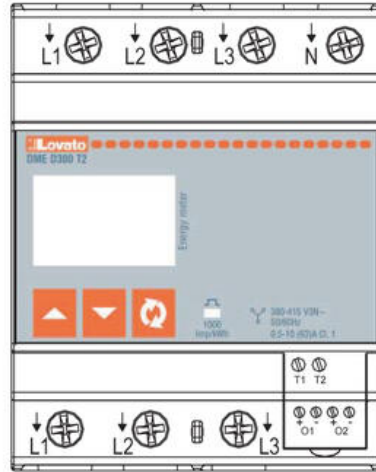 L1 L2 L3 N
Lovato
DME D300 T2
Energy meter
1000
imp/kWh
380-415 V3N~
50/60Hz
0,5-10 (63)A Cl. 1
T1 T2
+ - + -
O1 O2
L1 L2 L3